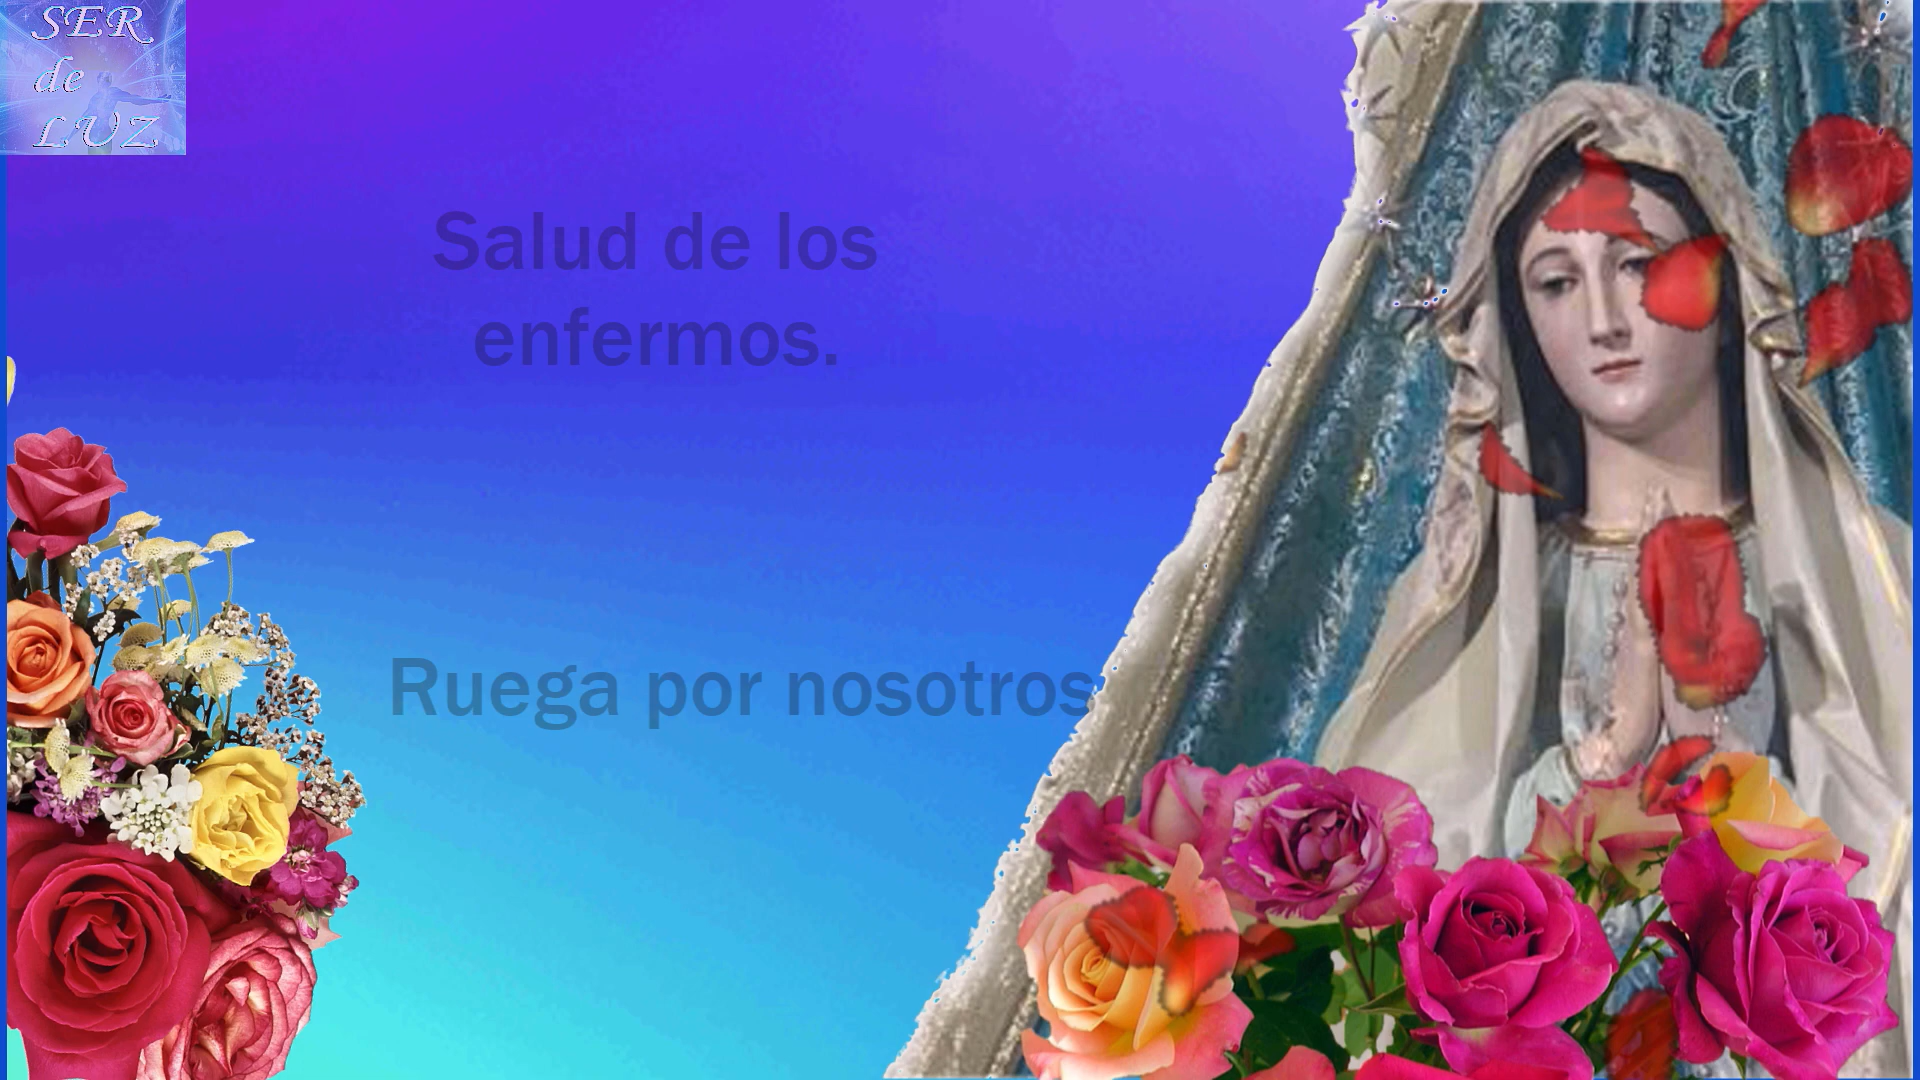 SER
de
LUZ
Salud de los
enfermos.
Ruega por nosotros